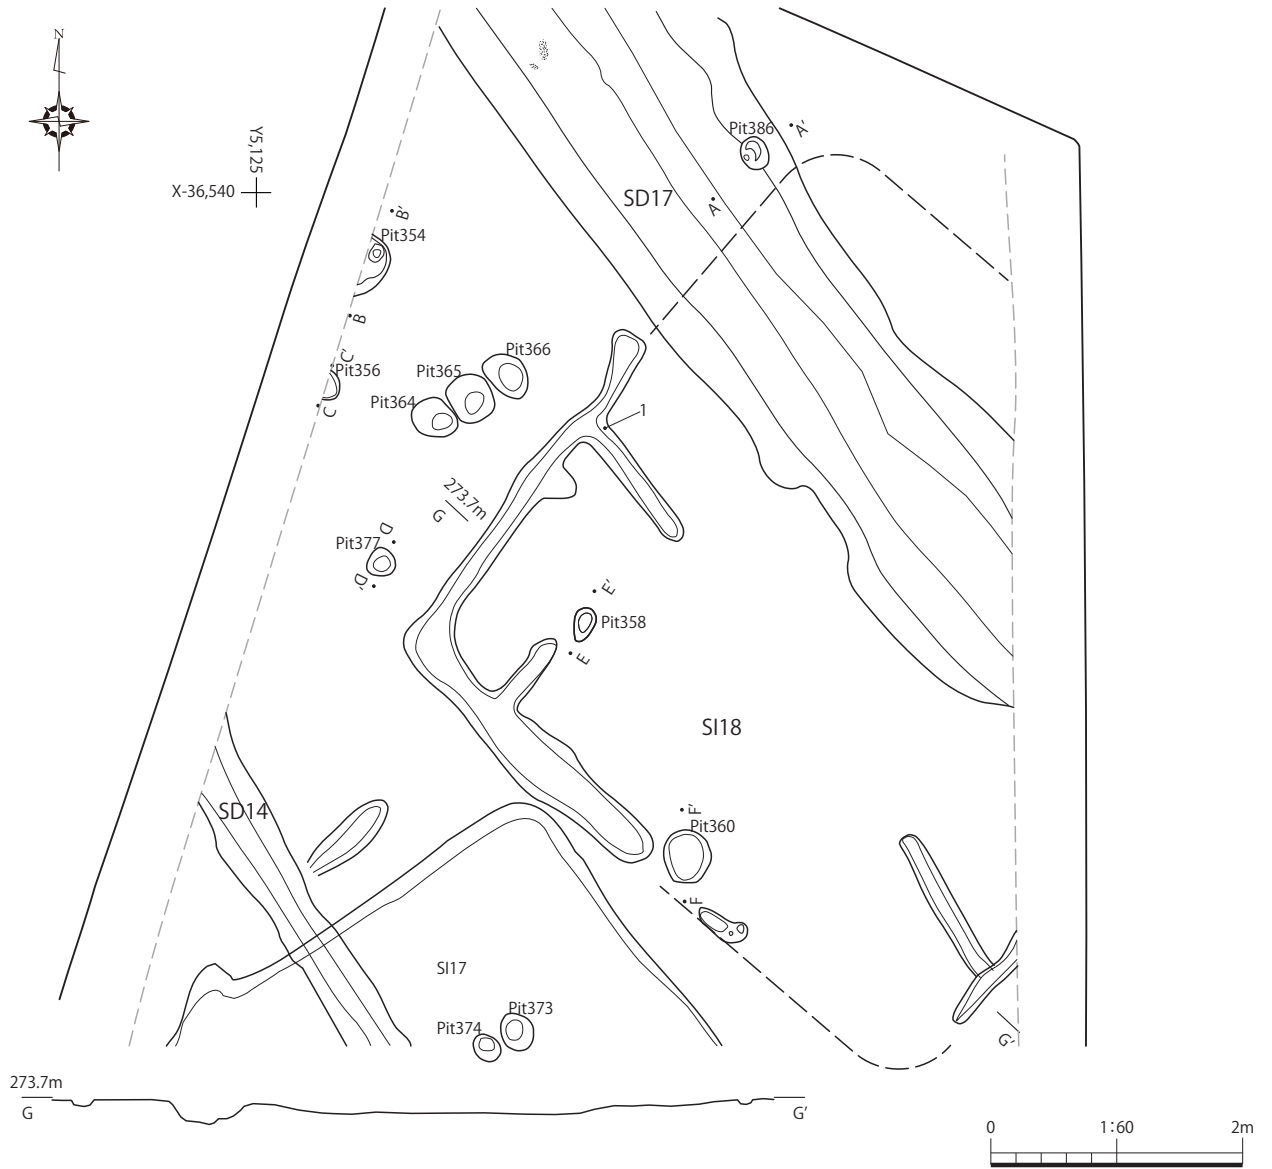 N
Y5,125
X-36,540
Pit386
A'
SD17
A
B'
Pit354
B
C'
Pit356
C
Pit366
Pit365
Pit364
1
273.7m
G
D
Pit377
D'
E'
Pit358
E
SI18
SD14
F'
Pit360
F
SI17
Pit373
Pit374
G'
273.7m
G
G'
0
1:60
2m